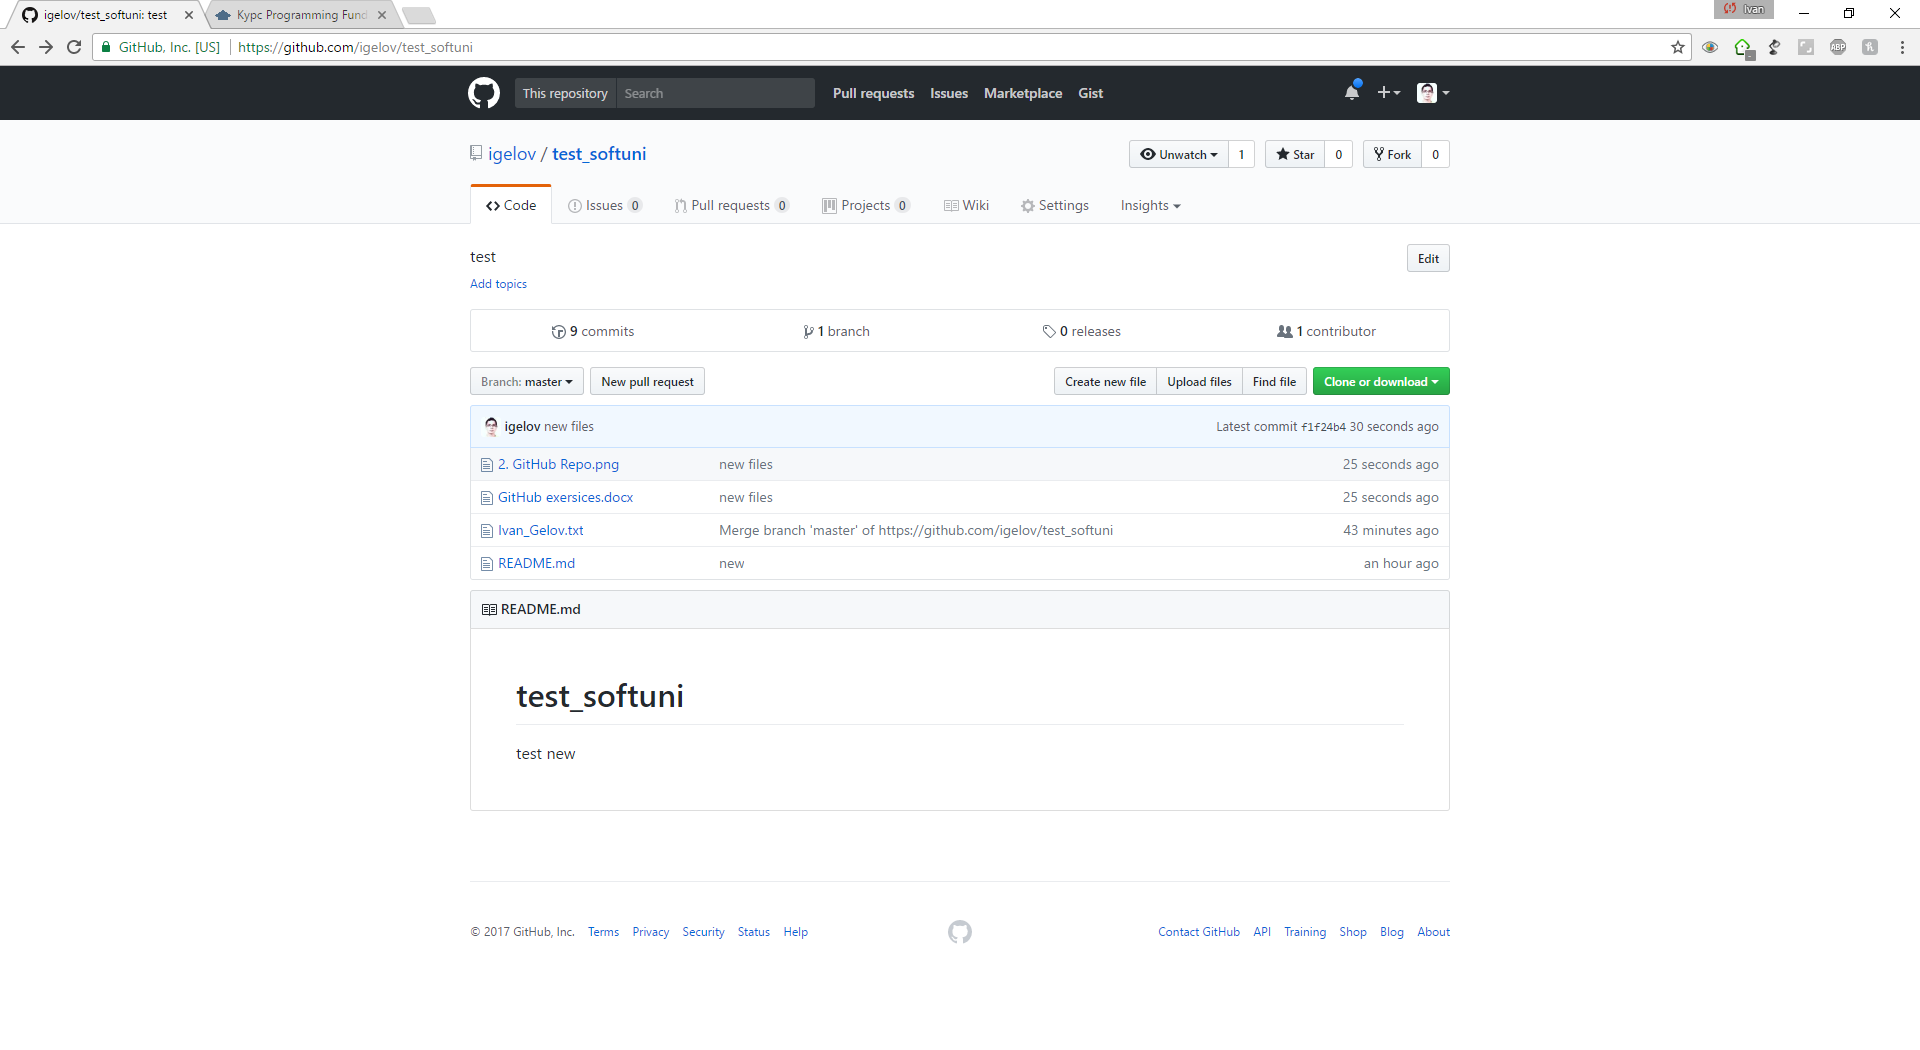 igelov/test_softuni: test
Курс Programming Fund
Ivan
GitHub, Inc. [US]
https://github.com/igelov/test_softuni
ABP
This repository
Search
Pull requests
Issues
Marketplace
Gist
igelov / test_softuni
Unwatch 1
Star 0
Fork 0
Code
Issues 0
Pull requests 0
Projects 0
Wiki
Settings
Insights
test
Edit
Add topics
9 commits
1 branch
0 releases
1 contributor
Branch: master
New pull request
Create new file
Upload files
Find file
Clone or download
igelov new files
Latest commit f1f24b4 30 seconds ago
2. GitHub Repo.png
new files
25 seconds ago
GitHub exersices.docx
new files
25 seconds ago
Ivan_Gelov.txt
Merge branch 'master' of https://github.com/igelov/test_softuni
43 minutes ago
README.md
new
an hour ago
README.md
test_softuni
test new
© 2017 GitHub, Inc.
Terms
Privacy
Security
Status
Help
Contact GitHub
API
Training
Shop
Blog
About